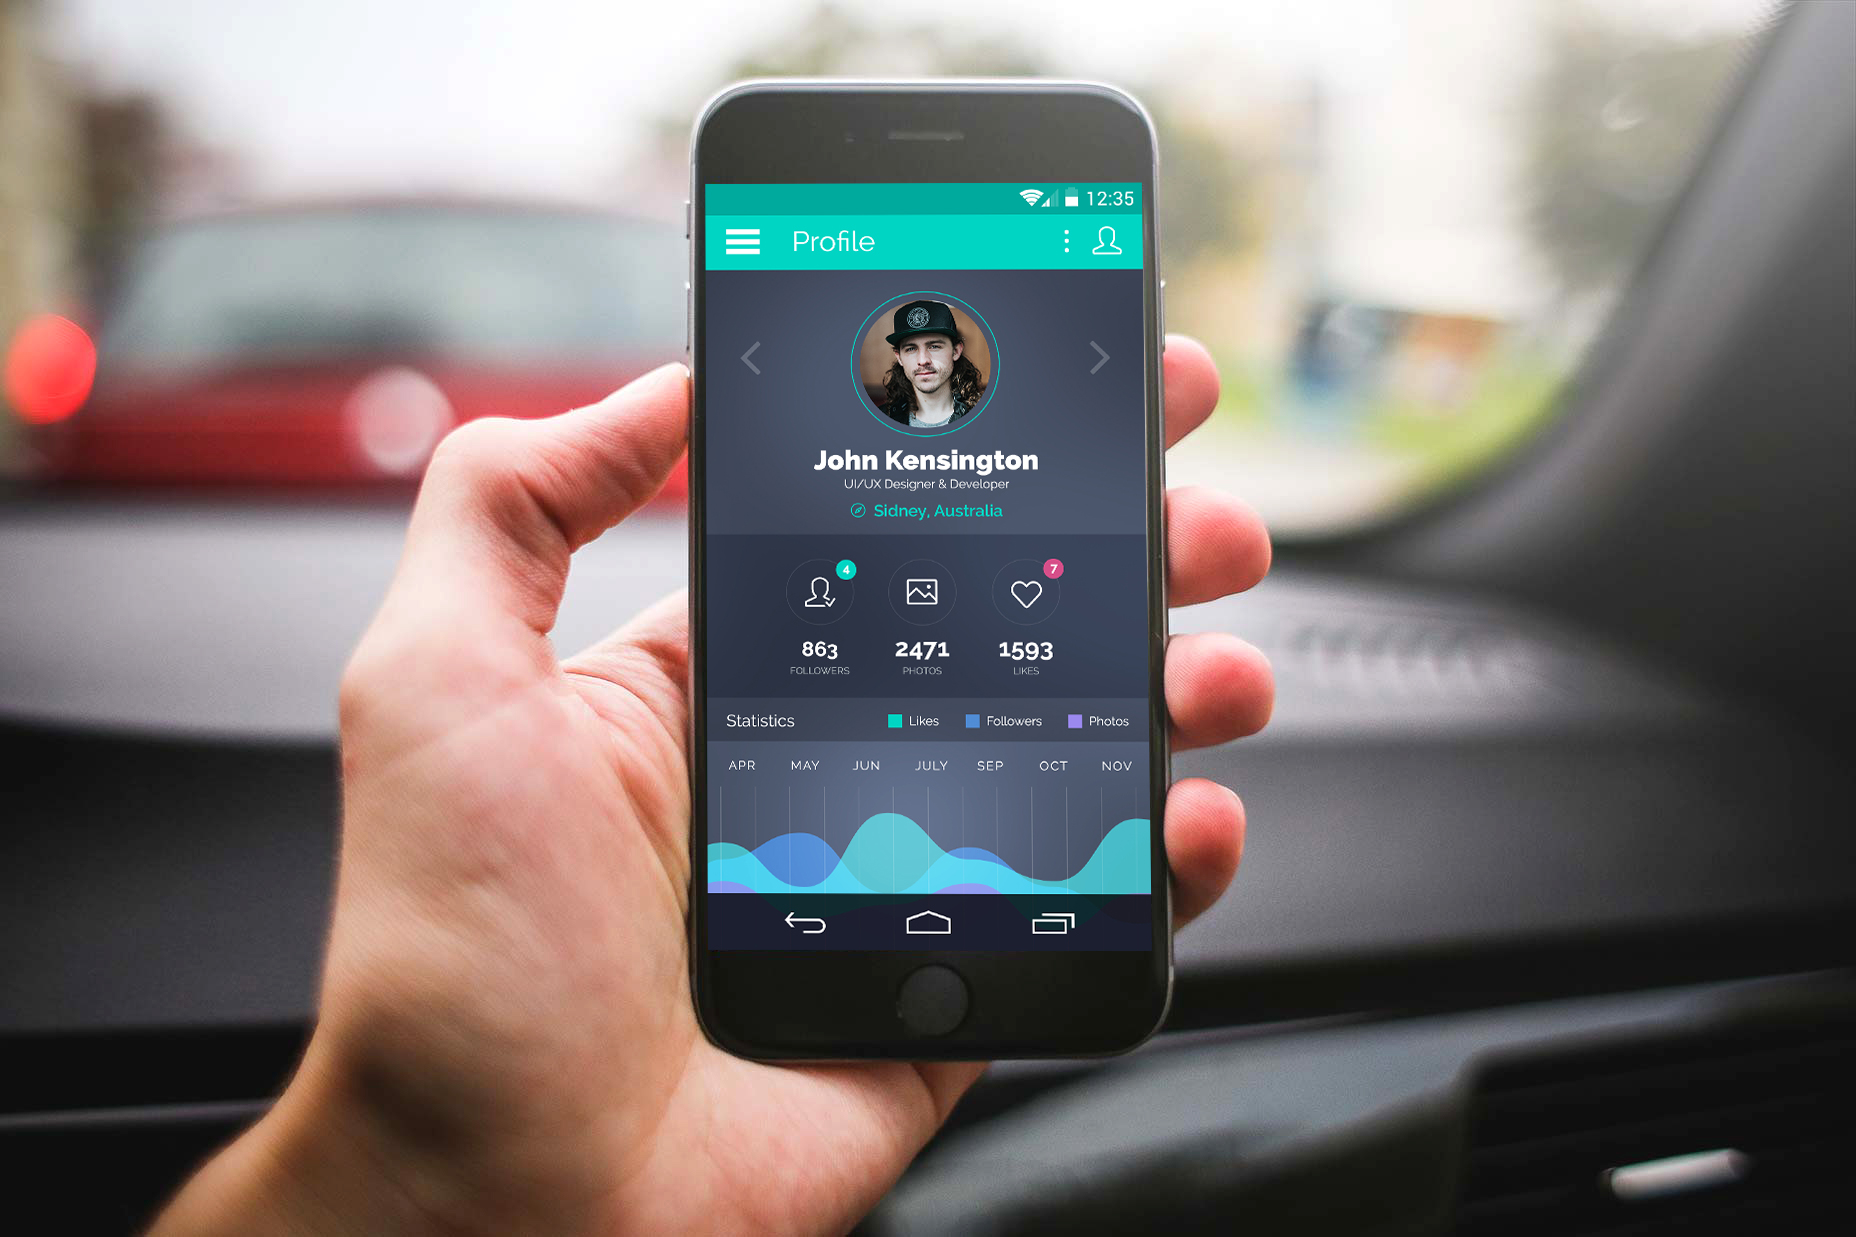 12:35
Profile
John Kensington
UI/UX Designer & Developer
Sidney, Australia
4
7
863
2471
1593
FOLLOWERS
PHOTOS
LIKES
Statistics
Likes
Followers
Photos
APR MAY JUN JULY SEP OCT NOV